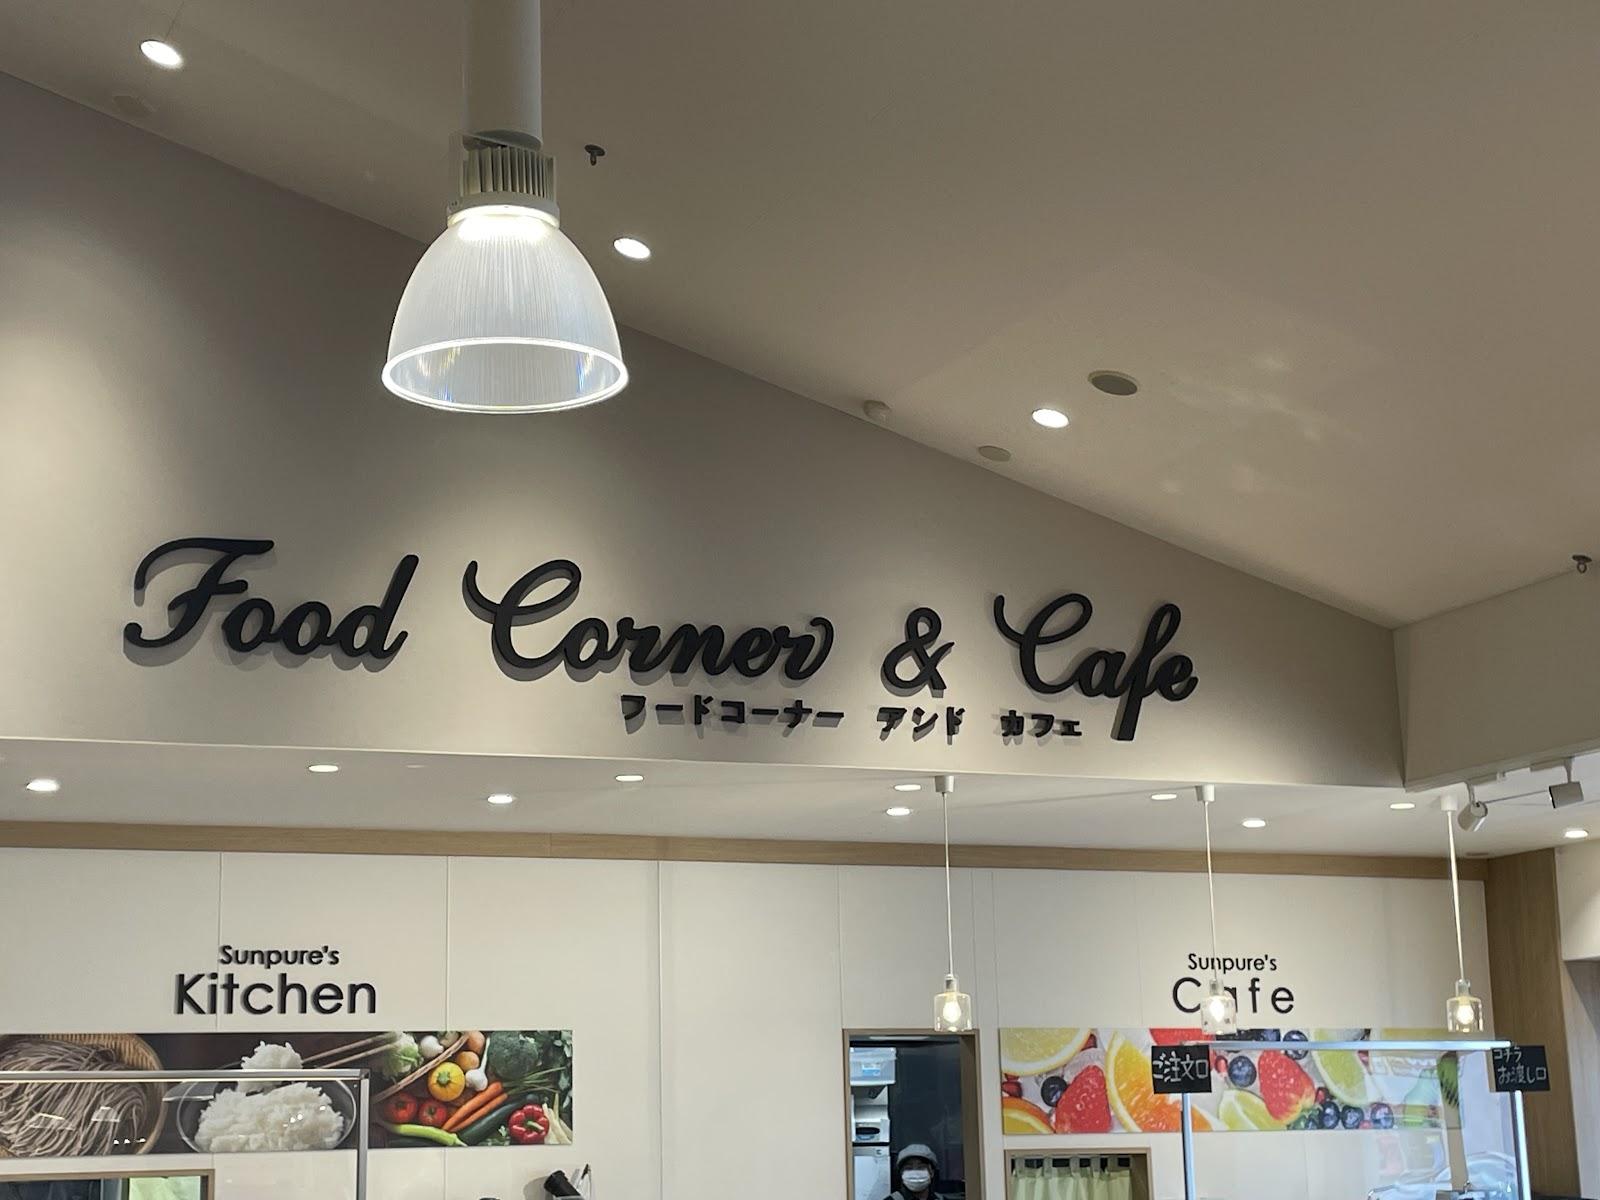 Food Corner & Cafe
フードコーナー アンド カフェ
Sunpure's
Kitchen
Sunpure's
Cafe
ご注文口
コチラ
お渡し口